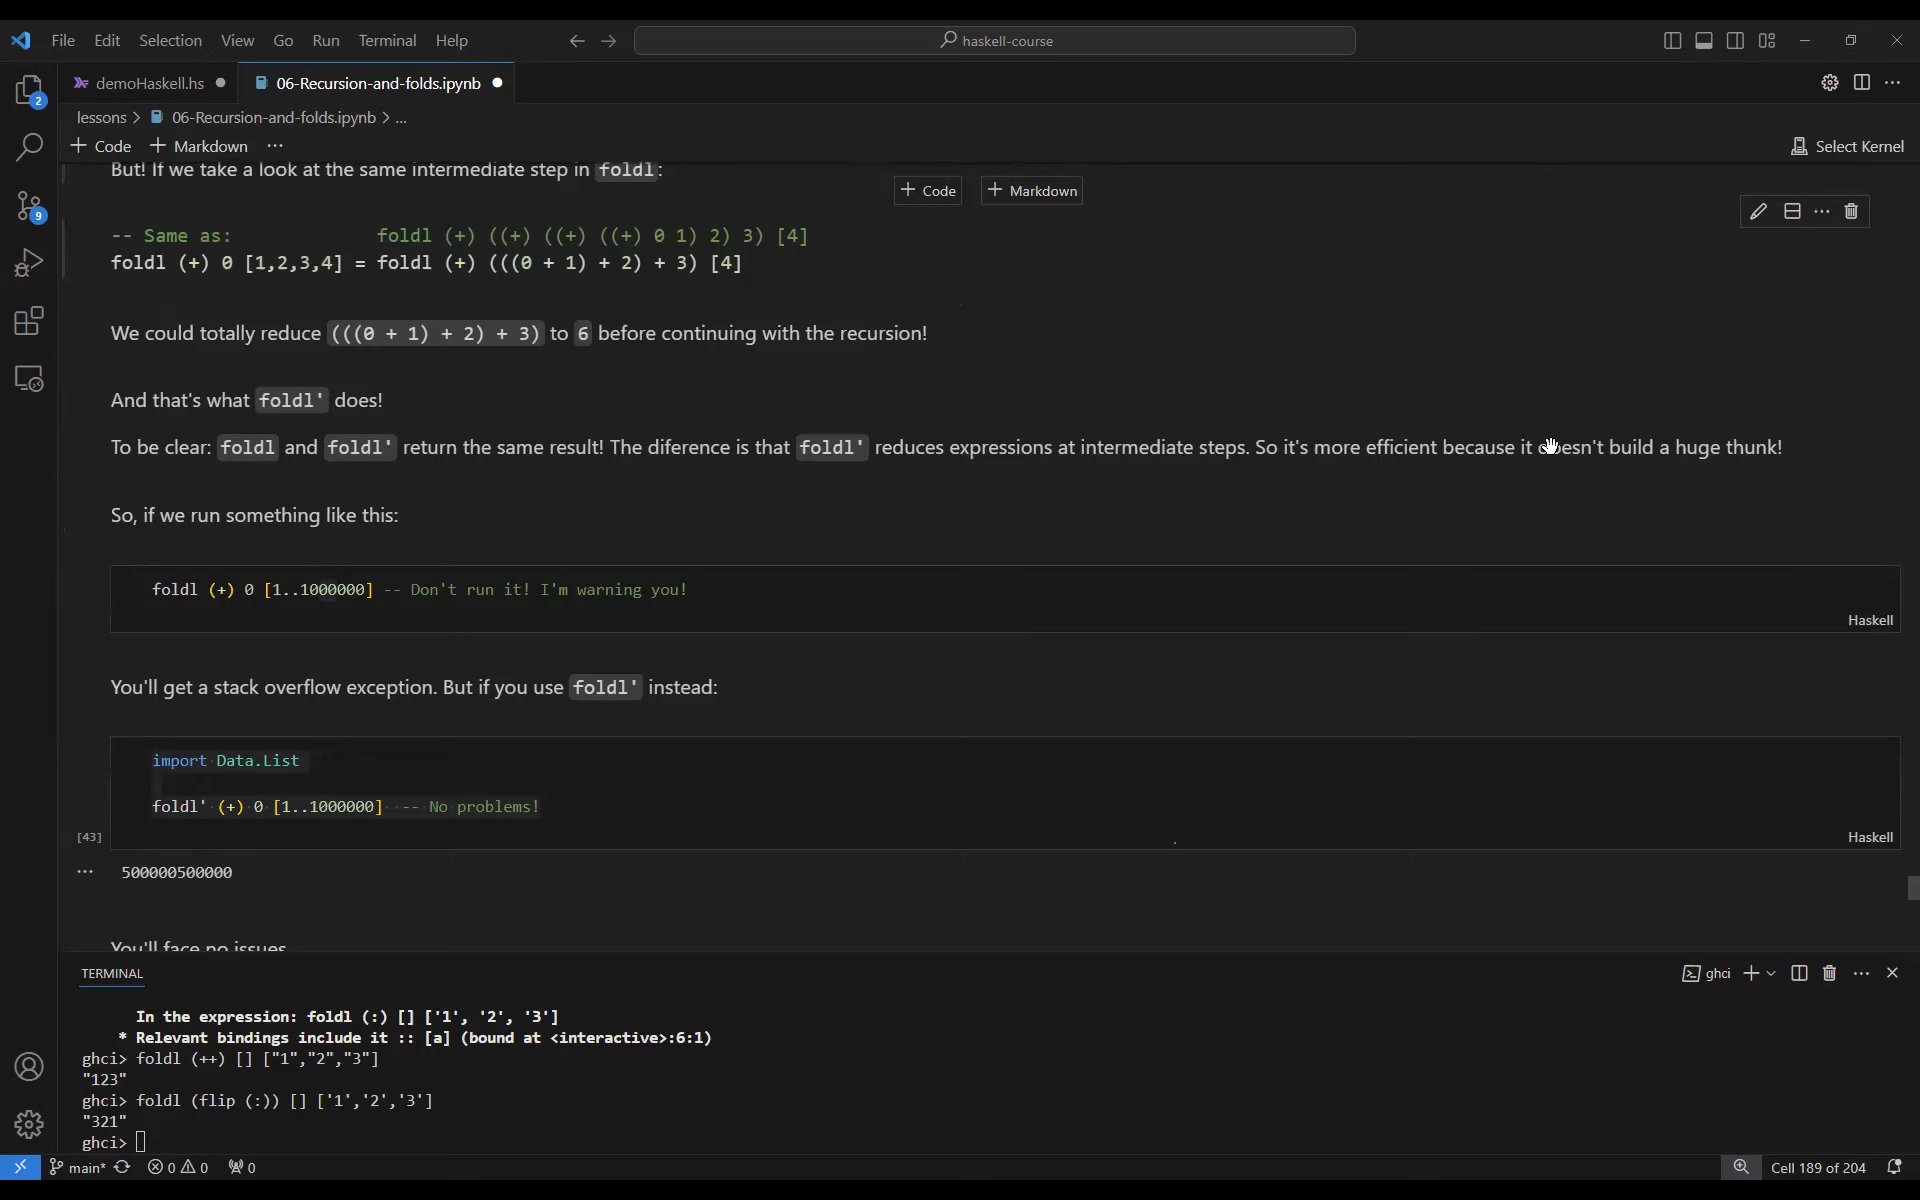 File Edit Selection View Go Run Terminal Help
haskell-course
demoHaskell.hs
06-Recursion-and-folds.ipynb
2
lessons > 06-Recursion-and-folds.ipynb > ...
+ Code + Markdown ...
Select Kernel
But! If we take a look at the same intermediate step in foldl:
+ Code + Markdown
-- Same as: foldl (+) ((+) ((+) ((+) 0 1) 2) 3) [4]
foldl (+) 0 [1,2,3,4] = foldl (+) (((0 + 1) + 2) + 3) [4]
9
We could totally reduce (((0 + 1) + 2) + 3) to 6 before continuing with the recursion!
And that's what foldl' does!
To be clear: foldl and foldl' return the same result! The diference is that foldl' reduces expressions at intermediate steps. So it's more efficient because it doesn't build a huge thunk!
So, if we run something like this:
foldl (+) 0 [1..1000000] -- Don't run it! I'm warning you!
Haskell
You'll get a stack overflow exception. But if you use foldl' instead:
import Data.List
foldl' (+) 0 [1..1000000] -- No problems!
[43]
Haskell
... 500000500000
You'll face no issues
TERMINAL
ghci
In the expression: foldl (:) [] ['1', '2', '3']
* Relevant bindings include it :: [a] (bound at <interactive>:6:1)
ghci> foldl (++) [] ["1","2","3"]
"123"
ghci> foldl (flip (:)) [] ['1','2','3']
"321"
ghci>
main* 0 0 0
Cell 189 of 204